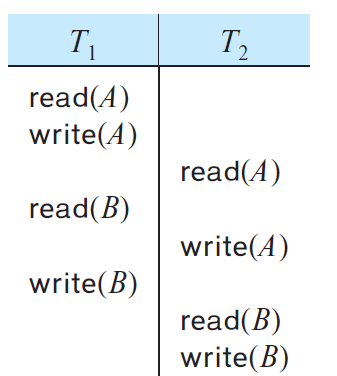 T₁ T₂
read(A)
write(A)
read(A)
read(B)
write(A)
write(B)
read(B)
write(B)